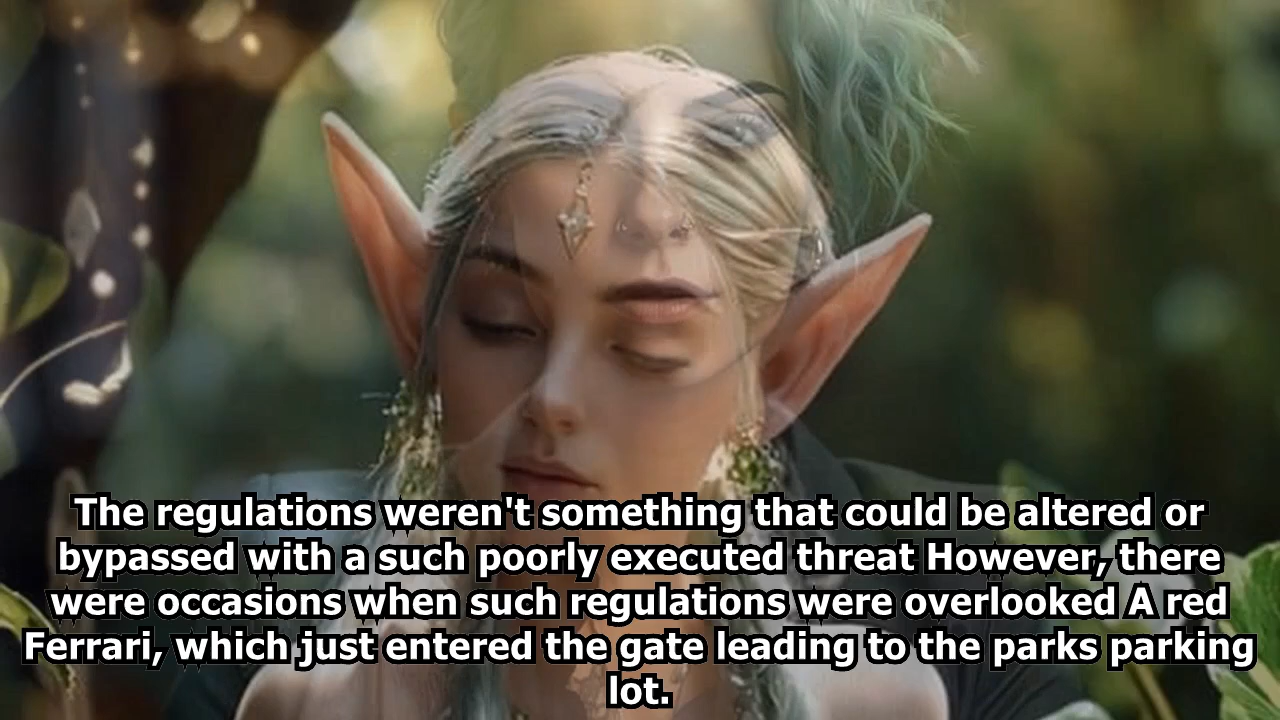 The regulations weren't something that could be altered or
bypassed with a such poorly executed threat However, there
were occasions when such regulations were overlooked A red
Ferrari, which just entered the gate leading to the parks parking
lot.